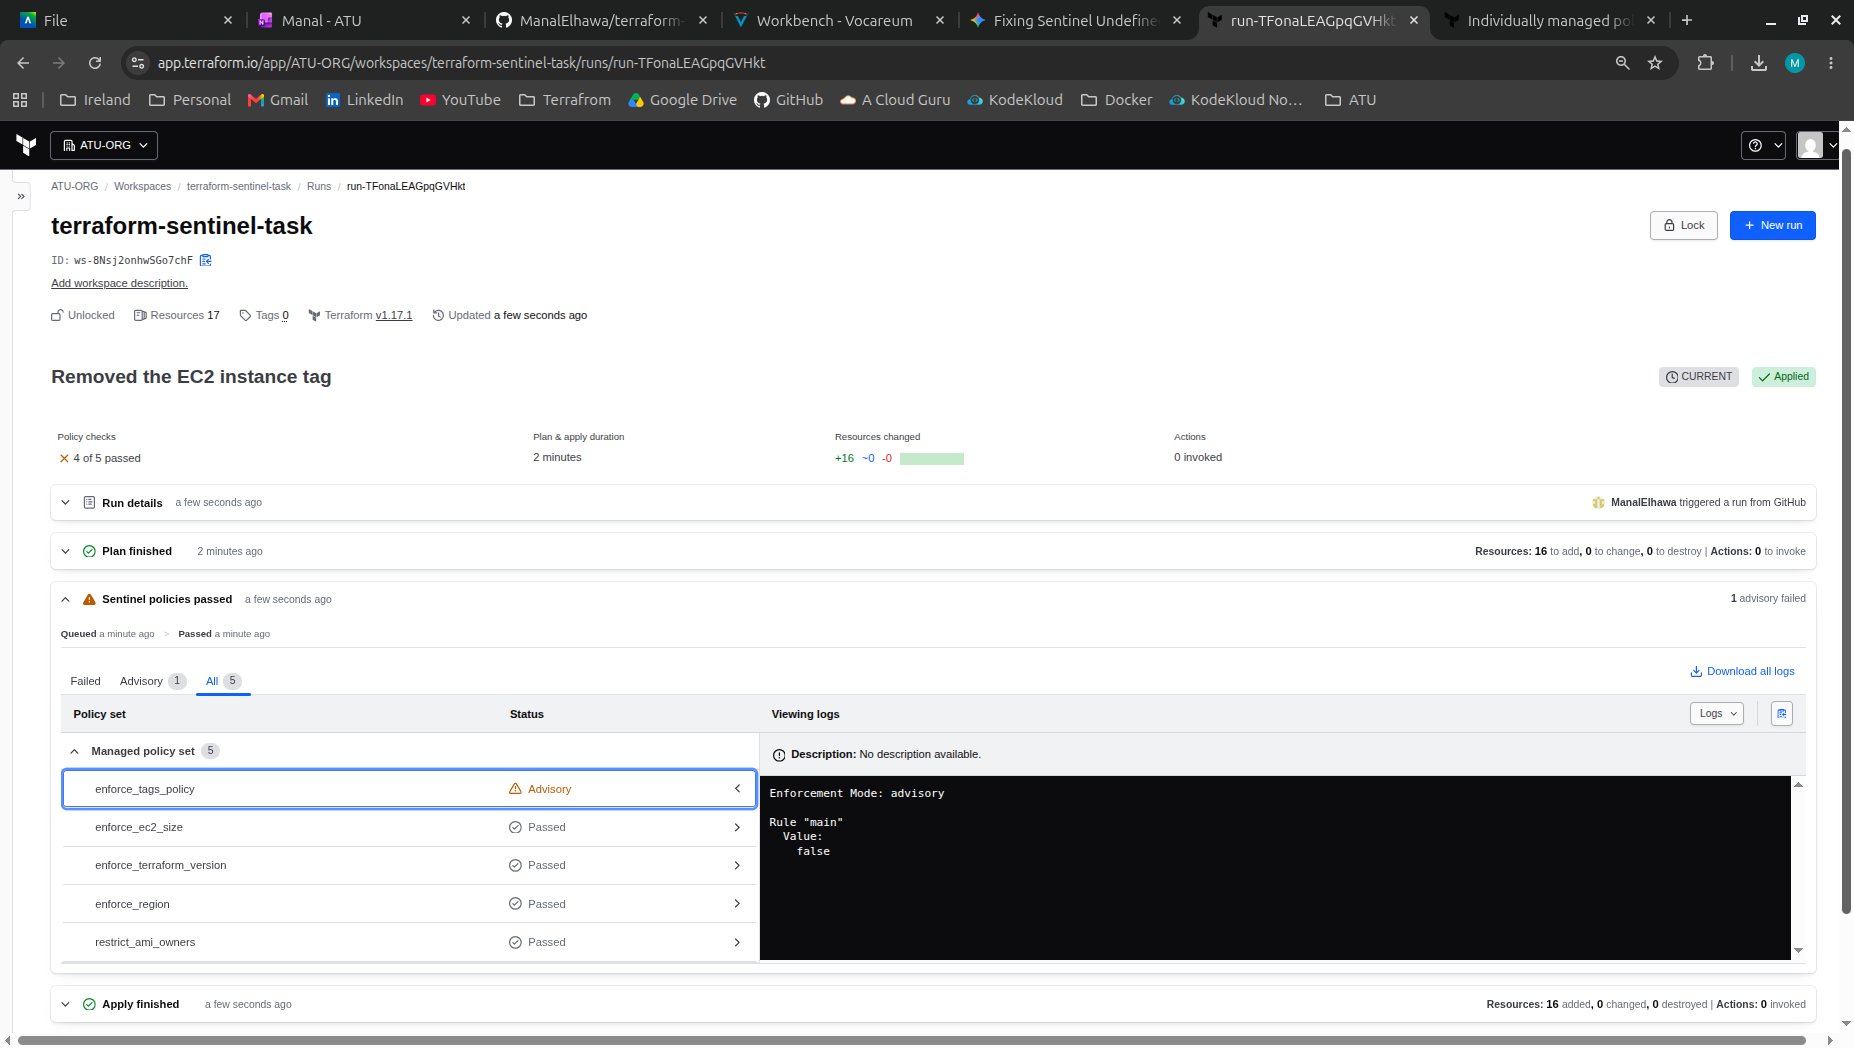 File
Manal - ATU
ManalElhawa/terraform-
Workbench - Vocareum
Fixing Sentinel Undefine
run-TFonaLEAGpqGVHkt
Individually managed pol
app.terraform.io/app/ATU-ORG/workspaces/terraform-sentinel-task/runs/run-TFonaLEAGpqGVHkt
M
Ireland
Personal
Gmail
LinkedIn
YouTube
Terrafrom
Google Drive
GitHub
A Cloud Guru
KodeKloud
Docker
KodeKloud No...
ATU
ATU-ORG
ATU-ORG / Workspaces / terraform-sentinel-task / Runs / run-TFonaLEAGpqGVHkt
terraform-sentinel-task
Lock
+ New run
ID: ws-8Nsj2onhwSGo7chF
Add workspace description.
Unlocked
Resources 17
Tags 0
Terraform v1.17.1
Updated a few seconds ago
Removed the EC2 instance tag
CURRENT
Applied
Policy checks
Plan & apply duration
Resources changed
Actions
4 of 5 passed
2 minutes
+16 ~0 -0
0 invoked
Run details a few seconds ago
ManalElhawa triggered a run from GitHub
Plan finished 2 minutes ago
Resources: 16 to add, 0 to change, 0 to destroy | Actions: 0 to invoke
Sentinel policies passed a few seconds ago
1 advisory failed
Queued a minute ago > Passed a minute ago
Failed
Advisory 1
All 5
Download all logs
Policy set
Status
Viewing logs
Logs
Managed policy set 5
Description: No description available.
enforce_tags_policy
Advisory
enforce_ec2_size
Passed
enforce_terraform_version
Passed
enforce_region
Passed
restrict_ami_owners
Passed
Enforcement Mode: advisory
Rule "main"
Value:
false
Apply finished a few seconds ago
Resources: 16 added, 0 changed, 0 destroyed | Actions: 0 invoked